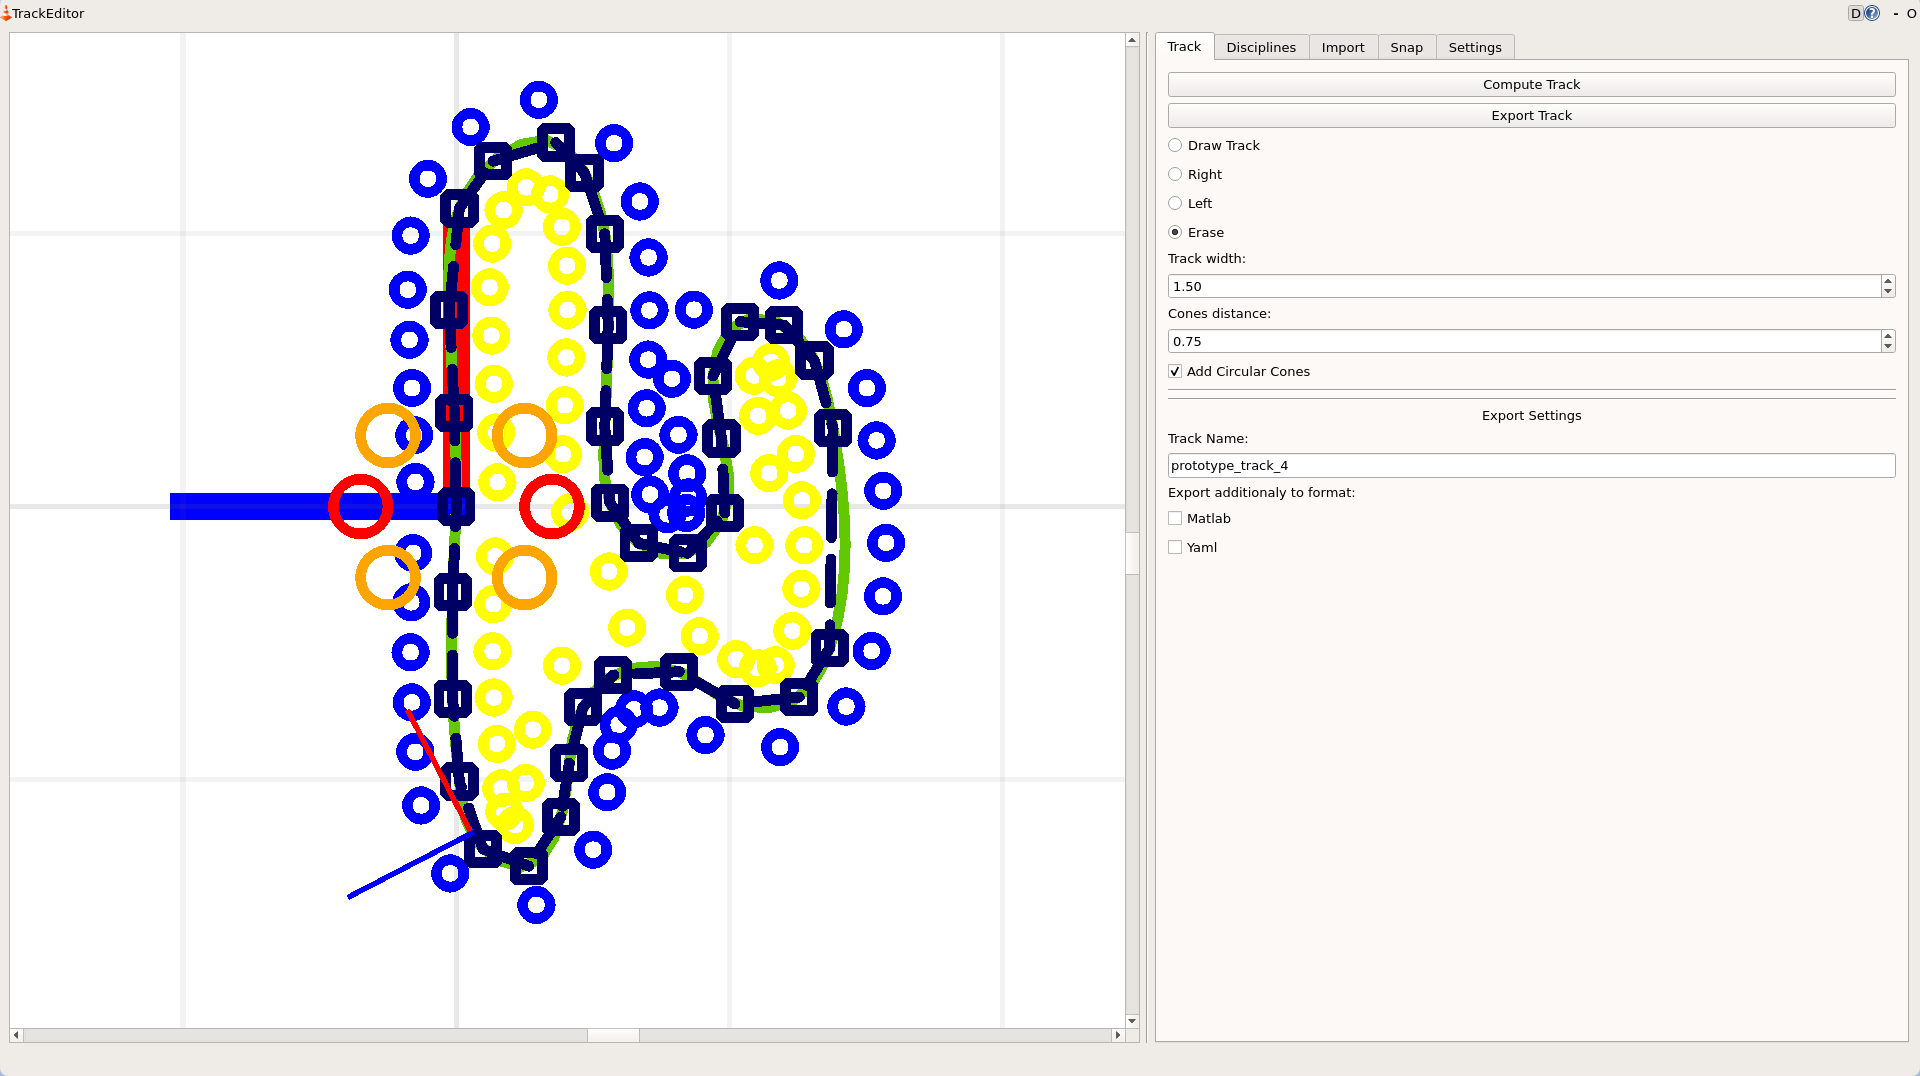 TrackEditor
D ? - O
Track Disciplines Import Snap Settings
Compute Track
Export Track
Draw Track
Right
Left
Erase
Track width:
1.50
Cones distance:
0.75
Add Circular Cones
Export Settings
Track Name:
prototype_track_4
Export additionaly to format:
Matlab
Yaml